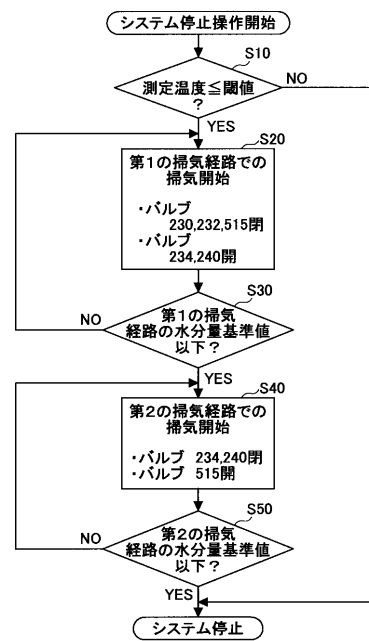 システム停止操作開始
S10
測定温度≦閾値
?
NO
YES
S20
第1の掃気経路での
掃気開始
・バルブ
230,232,515閉
・バルブ
234,240開
S30
第1の掃気
経路の水分量基準値
以下?
NO
YES
S40
第2の掃気経路での
掃気開始
・バルブ 234,240閉
・バルブ 515開
S50
第2の掃気
経路の水分量基準値
以下?
NO
YES
システム停止